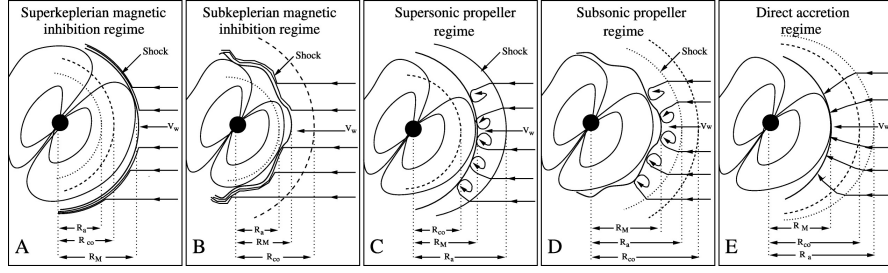 Superkeplerian magnetic
inhibition regime
Shock
V_w
R_a
R_co
R_M
A
Subkeplerian magnetic
inhibition regime
Shock
V_w
R_a
R_M
R_co
B
Supersonic propeller
regime
V_w
R_co
R_M
R_a
C
Subsonic propeller
regime
Shock
V_w
R_M
R_a
R_co
D
Direct accretion
regime
V_w
R_M
R_co
R_a
E